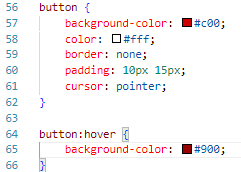 56 button {
57     background-color: #c00;
58     color: #fff;
59     border: none;
60     padding: 10px 15px;
61     cursor: pointer;
62 }
63
64 button:hover {
65     background-color: #900;
66 }